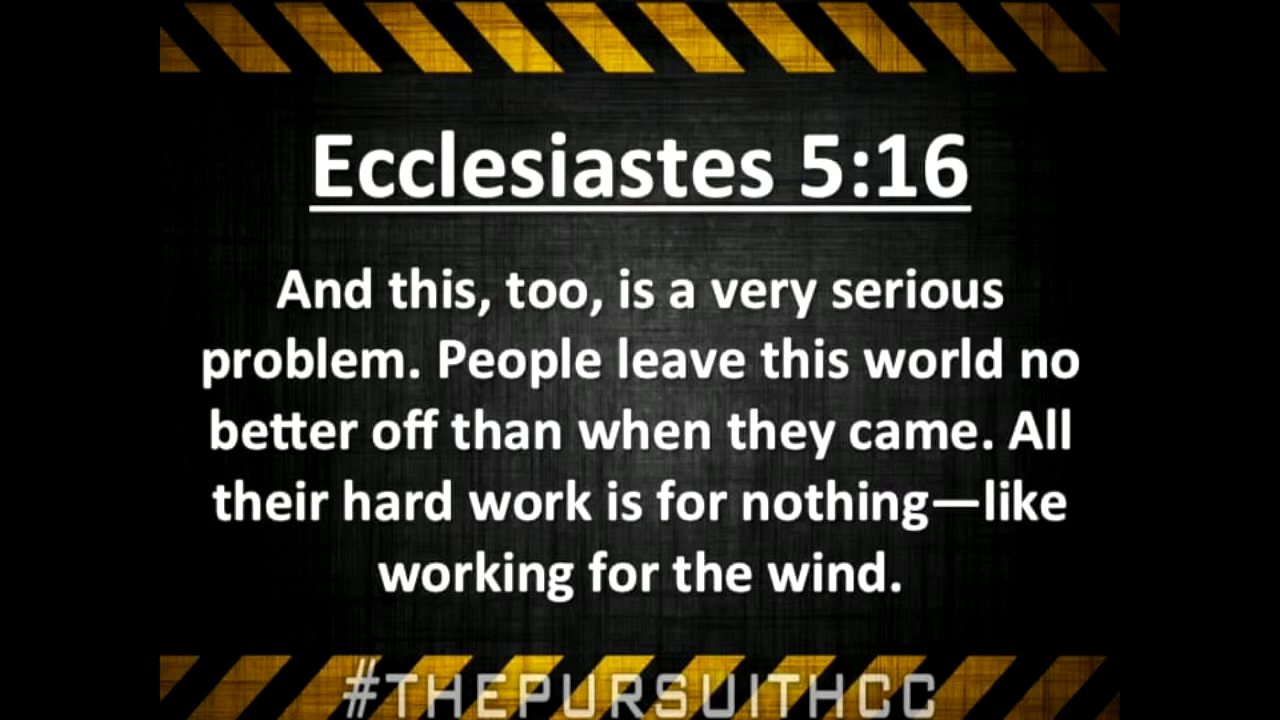 Ecclesiastes 5:16
And this, too, is a very serious
problem. People leave this world no
better off than when they came. All
their hard work is for nothing—like
working for the wind.
#THEPURSUITHCC